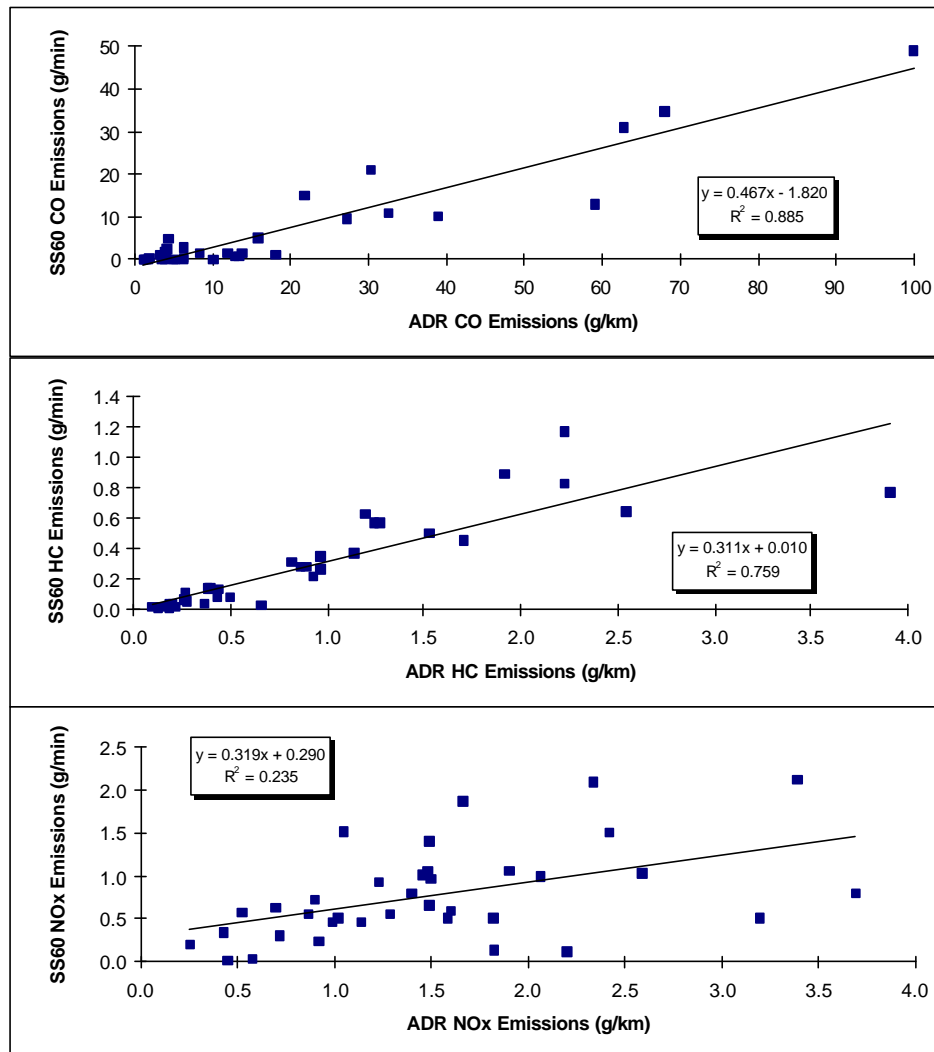 SS60 CO Emissions (g/min)
50
40
30
20
10
0
y = 0.467x - 1.820
R² = 0.885
0 10 20 30 40 50 60 70 80 90 100
ADR CO Emissions (g/km)
SS60 HC Emissions (g/min)
1.4
1.2
1.0
0.8
0.6
0.4
0.2
0.0
y = 0.311x + 0.010
R² = 0.759
0.0 0.5 1.0 1.5 2.0 2.5 3.0 3.5 4.0
ADR HC Emissions (g/km)
SS60 NOx Emissions (g/min)
2.5
2.0
1.5
1.0
0.5
0.0
y = 0.319x + 0.290
R² = 0.235
0.0 0.5 1.0 1.5 2.0 2.5 3.0 3.5 4.0
ADR NOx Emissions (g/km)